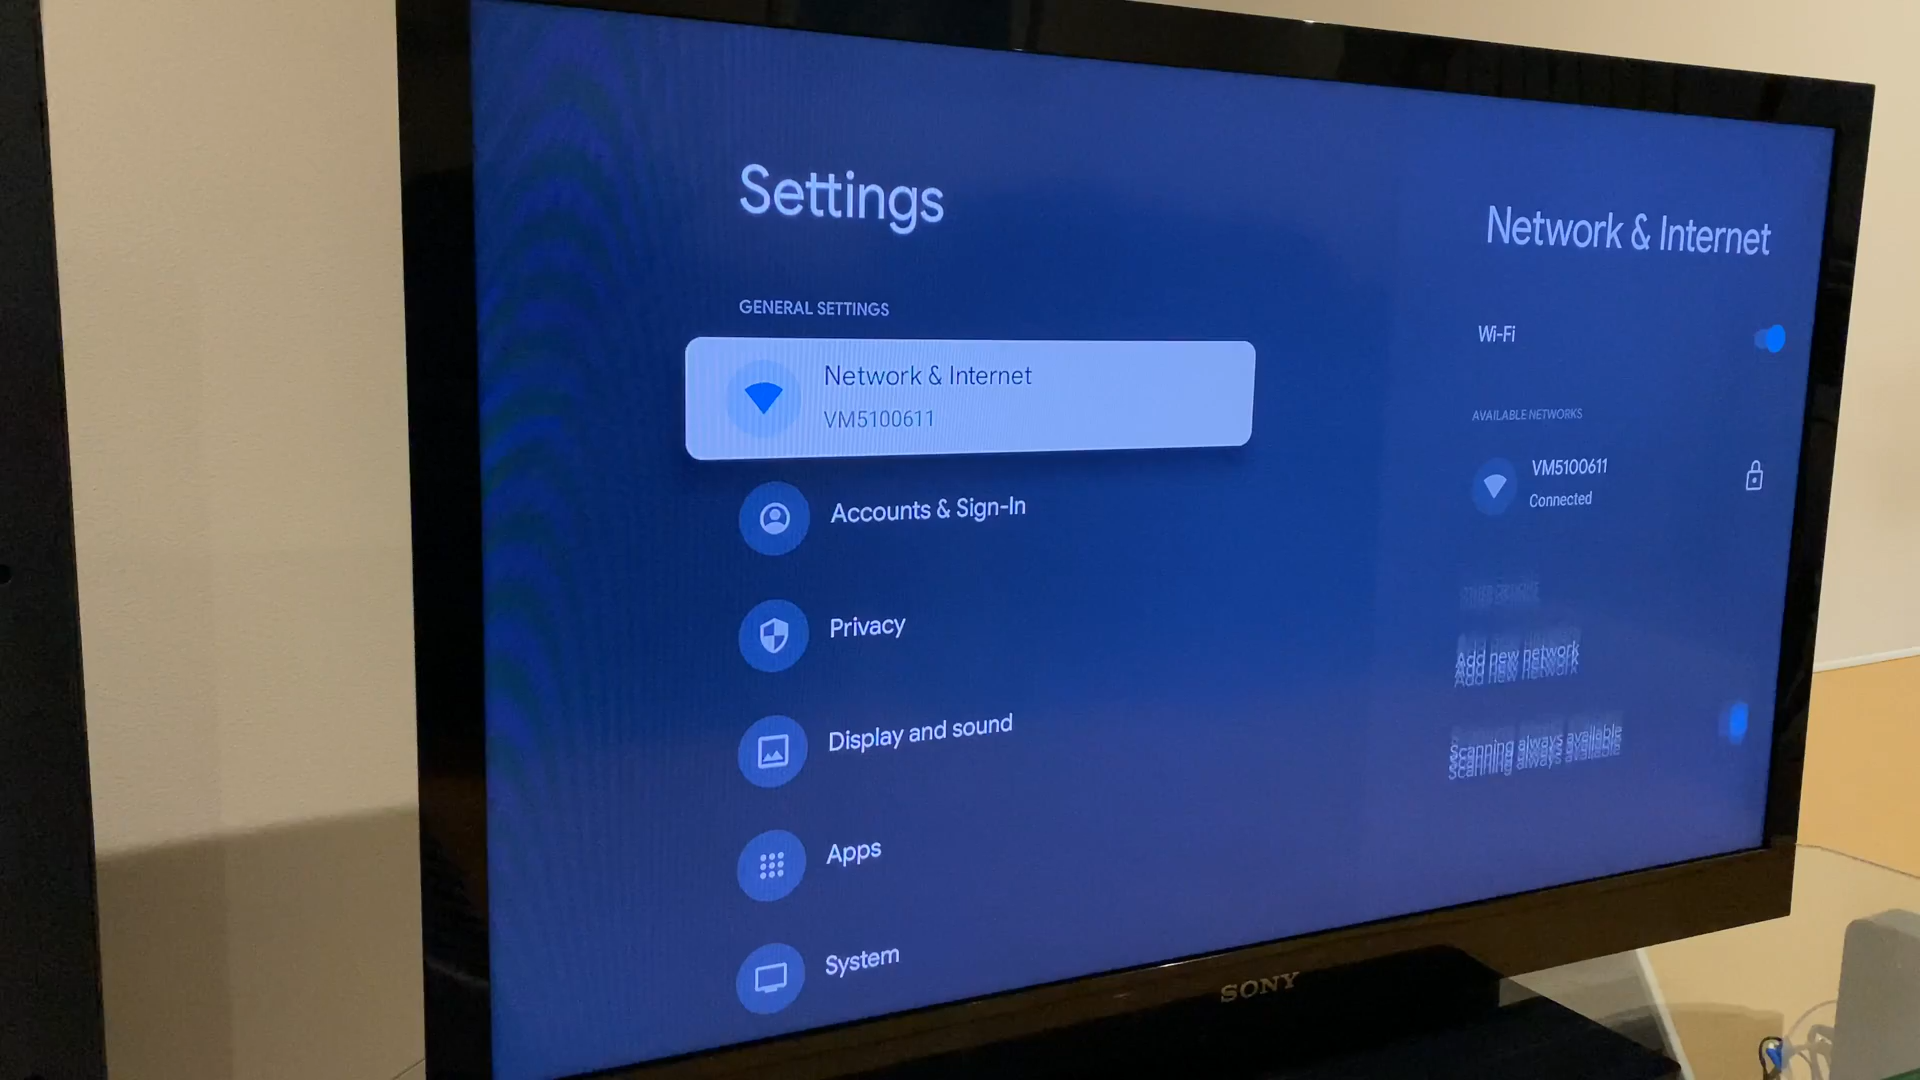 Settings
GENERAL SETTINGS
Network & Internet
VM5100611
Accounts & Sign-In
Privacy
Display and sound
Apps
System
Network & Internet
Wi-Fi
AVAILABLE NETWORKS
VM5100611
Connected
Add new network
Scanning always available
SONY